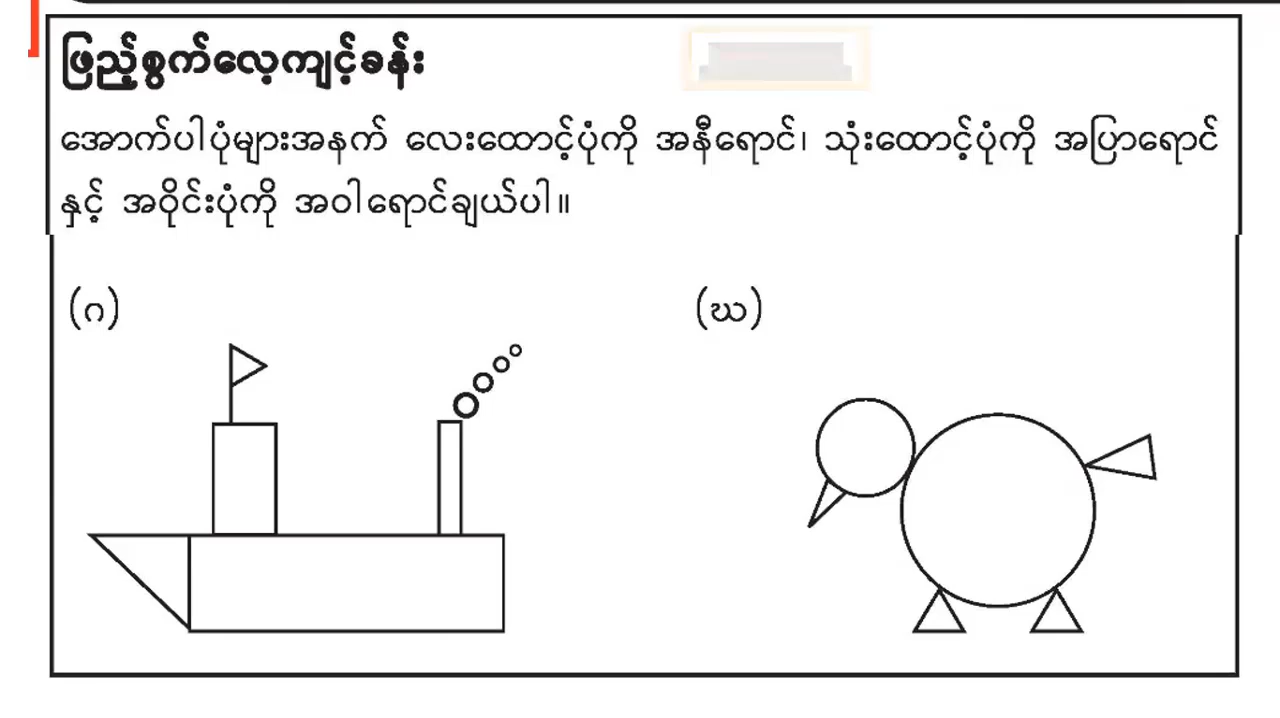 ဖြည့်စွက်လေ့ကျင့်ခန်း
အောက်ပါပုံများအနက် လေးထောင့်ပုံကို အနီရောင်၊ သုံးထောင့်ပုံကို အပြာရောင်
နှင့် အဝိုင်းပုံကို အဝါရောင်ချယ်ပါ။
(ဂ)
(ဃ)